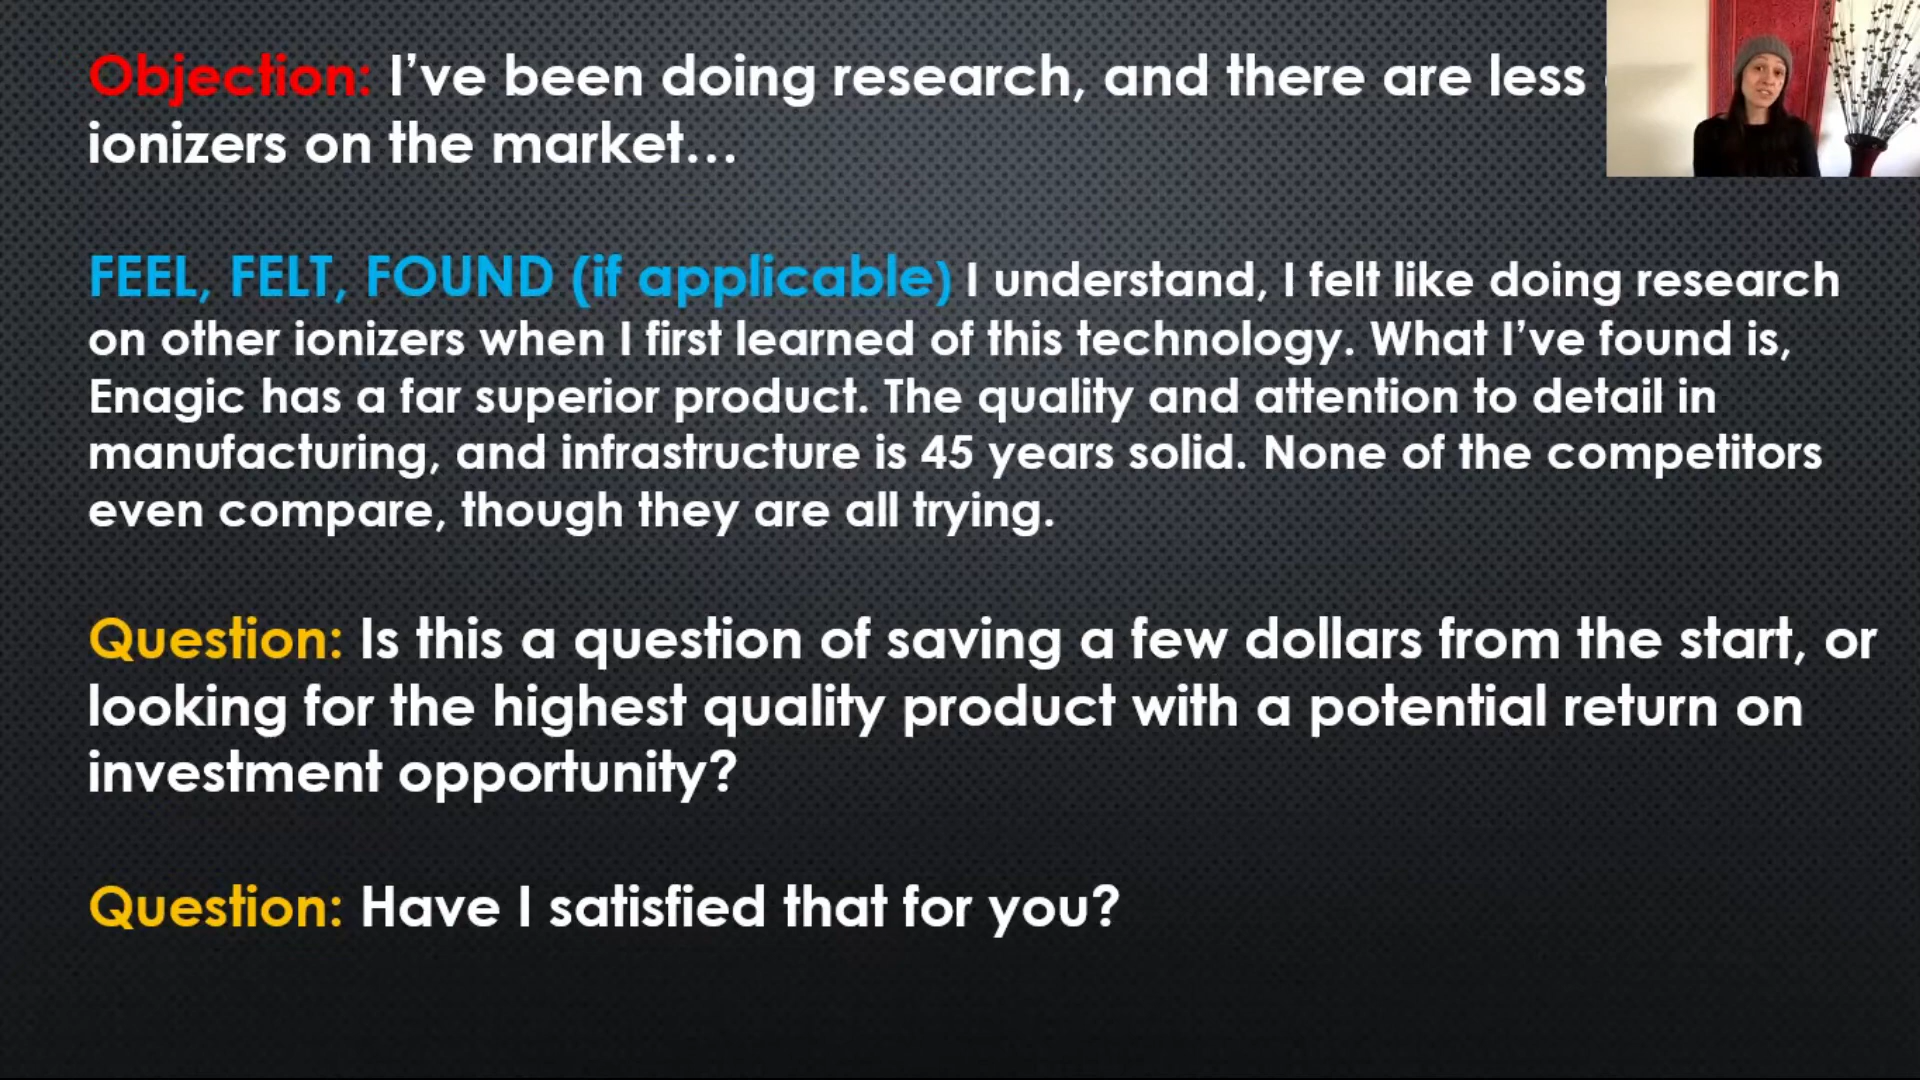 Objection: I’ve been doing research, and there are less
ionizers on the market…
FEEL, FELT, FOUND (if applicable) I understand, I felt like doing research
on other ionizers when I first learned of this technology. What I’ve found is,
Enagic has a far superior product. The quality and attention to detail in
manufacturing, and infrastructure is 45 years solid. None of the competitors
even compare, though they are all trying.
Question: Is this a question of saving a few dollars from the start, or
looking for the highest quality product with a potential return on
investment opportunity?
Question: Have I satisfied that for you?